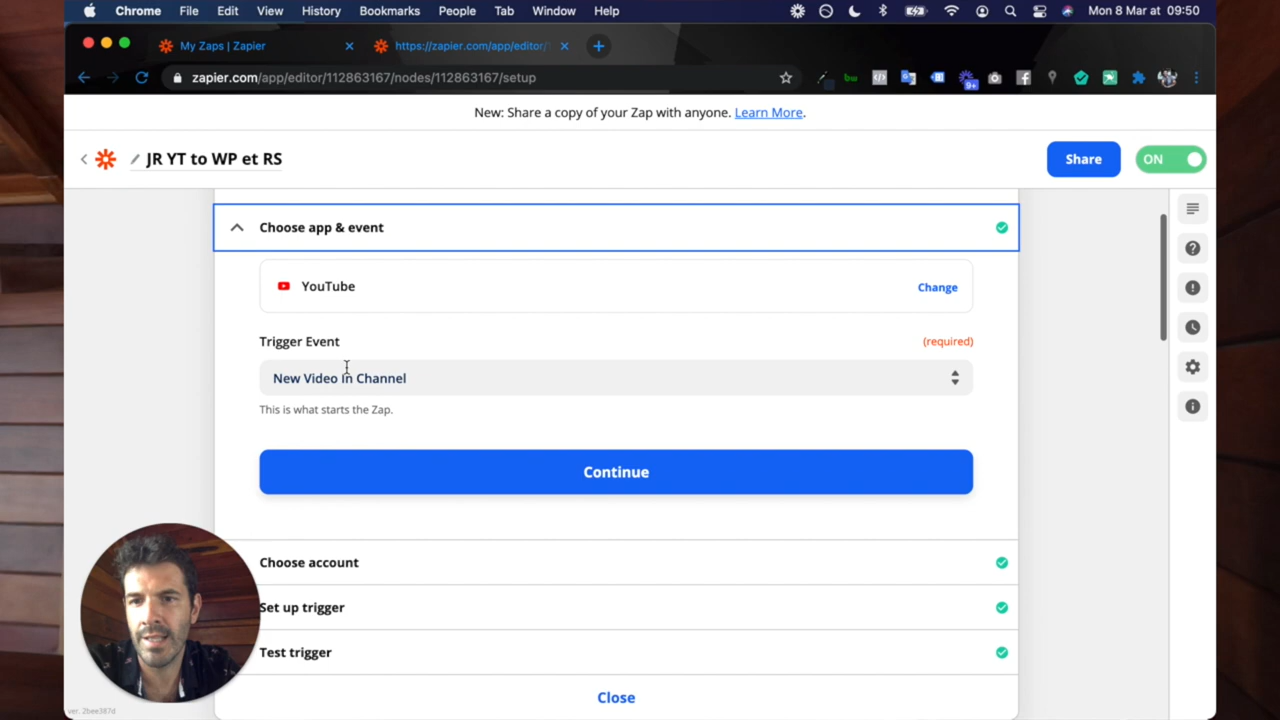 Chrome File Edit View History Bookmarks People Tab Window Help Mon 8 Mar at 09:50
My Zaps | Zapier https://zapier.com/app/editor/
zapier.com/app/editor/112863167/nodes/112863167/setup
9+
New: Share a copy of your Zap with anyone. Learn More.
JR YT to WP et RS Share ON
Choose app & event
YouTube Change
Trigger Event (required)
New Video in Channel
This is what starts the Zap.
Continue
Choose account
Set up trigger
Test trigger
Close
ver. 2bee387d